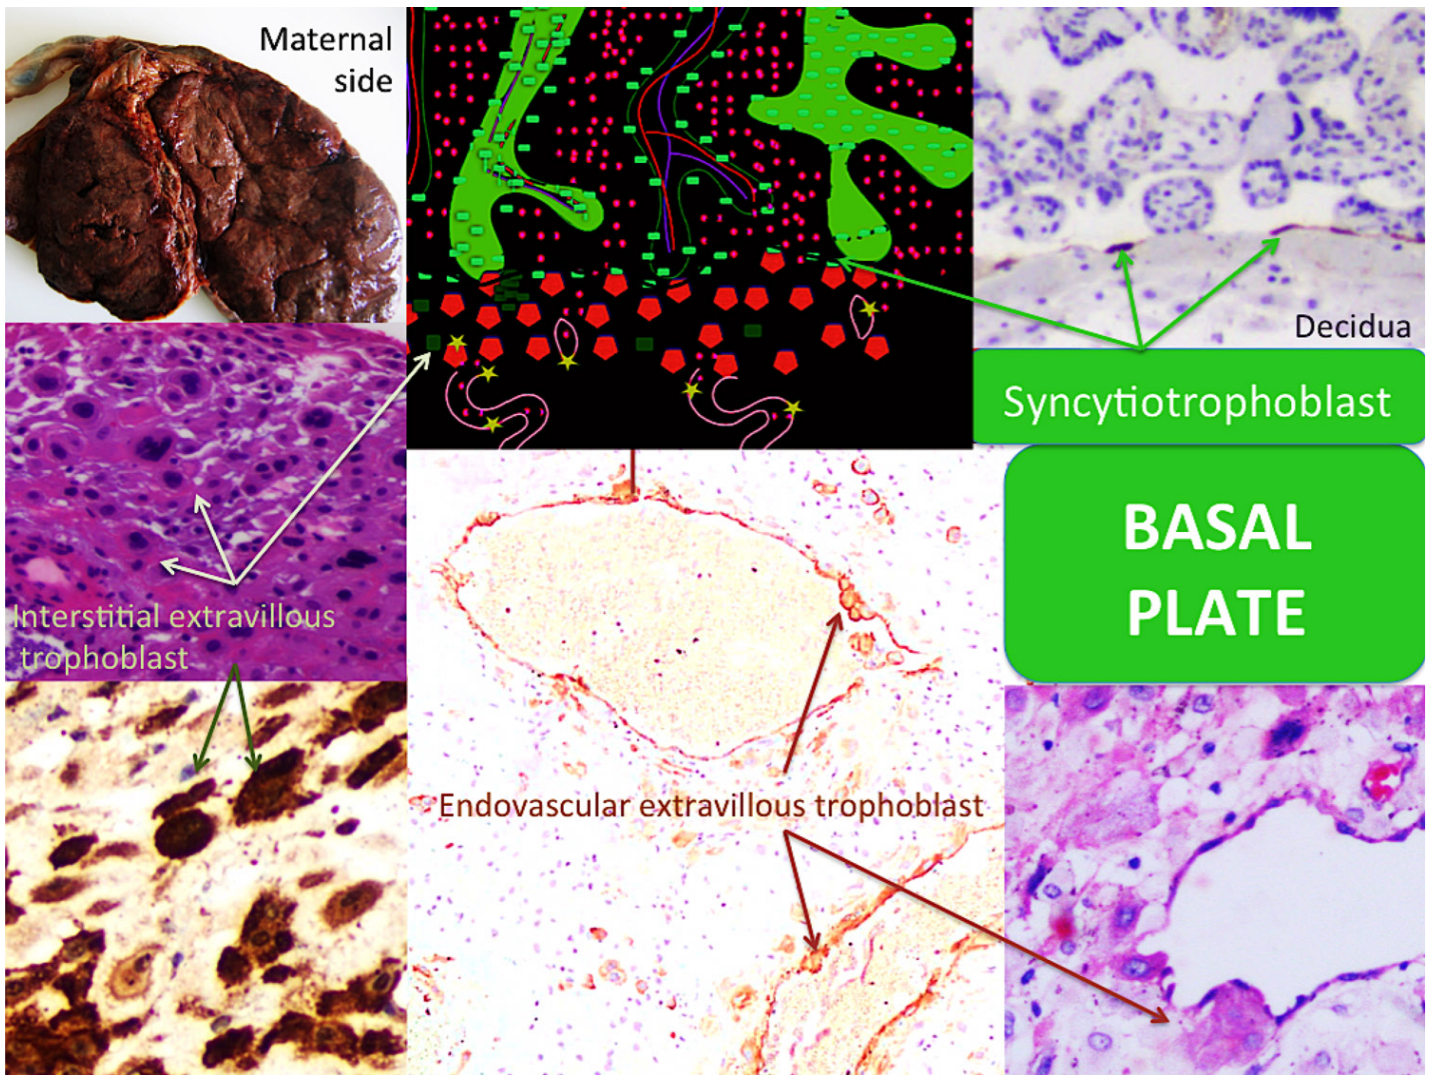 Maternal
side
Decidua
Syncytiotrophoblast
BASAL
PLATE
Interstitial extravillous
trophoblast
Endovascular extravillous trophoblast